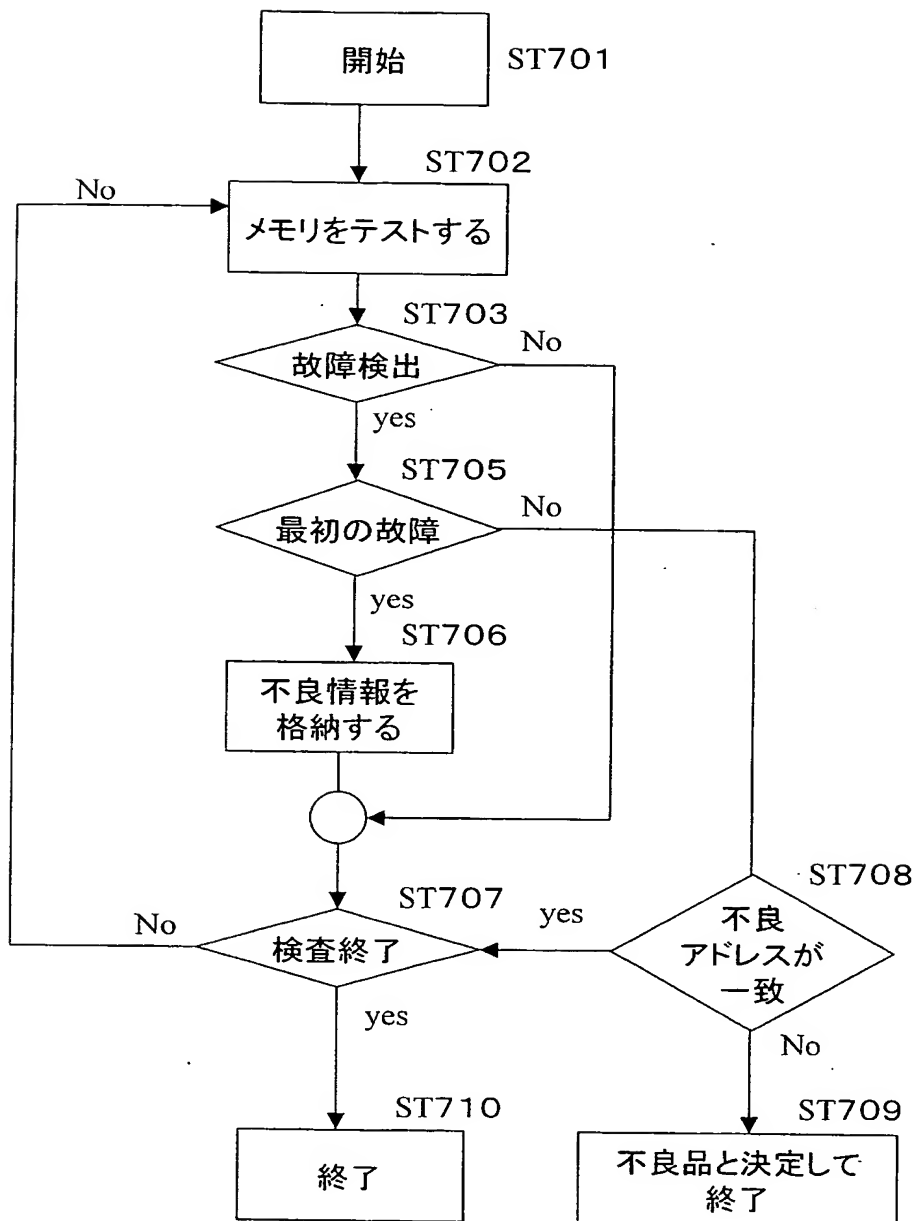 開始
ST701
ST702
No
メモリをテストする
ST703
故障検出
No
yes
ST705
最初の故障
No
yes
ST706
不良情報を
格納する
ST708
ST707
不良
アドレスが
一致
No
検査終了
yes
yes
No
ST710
終了
ST709
不良品と決定して
終了